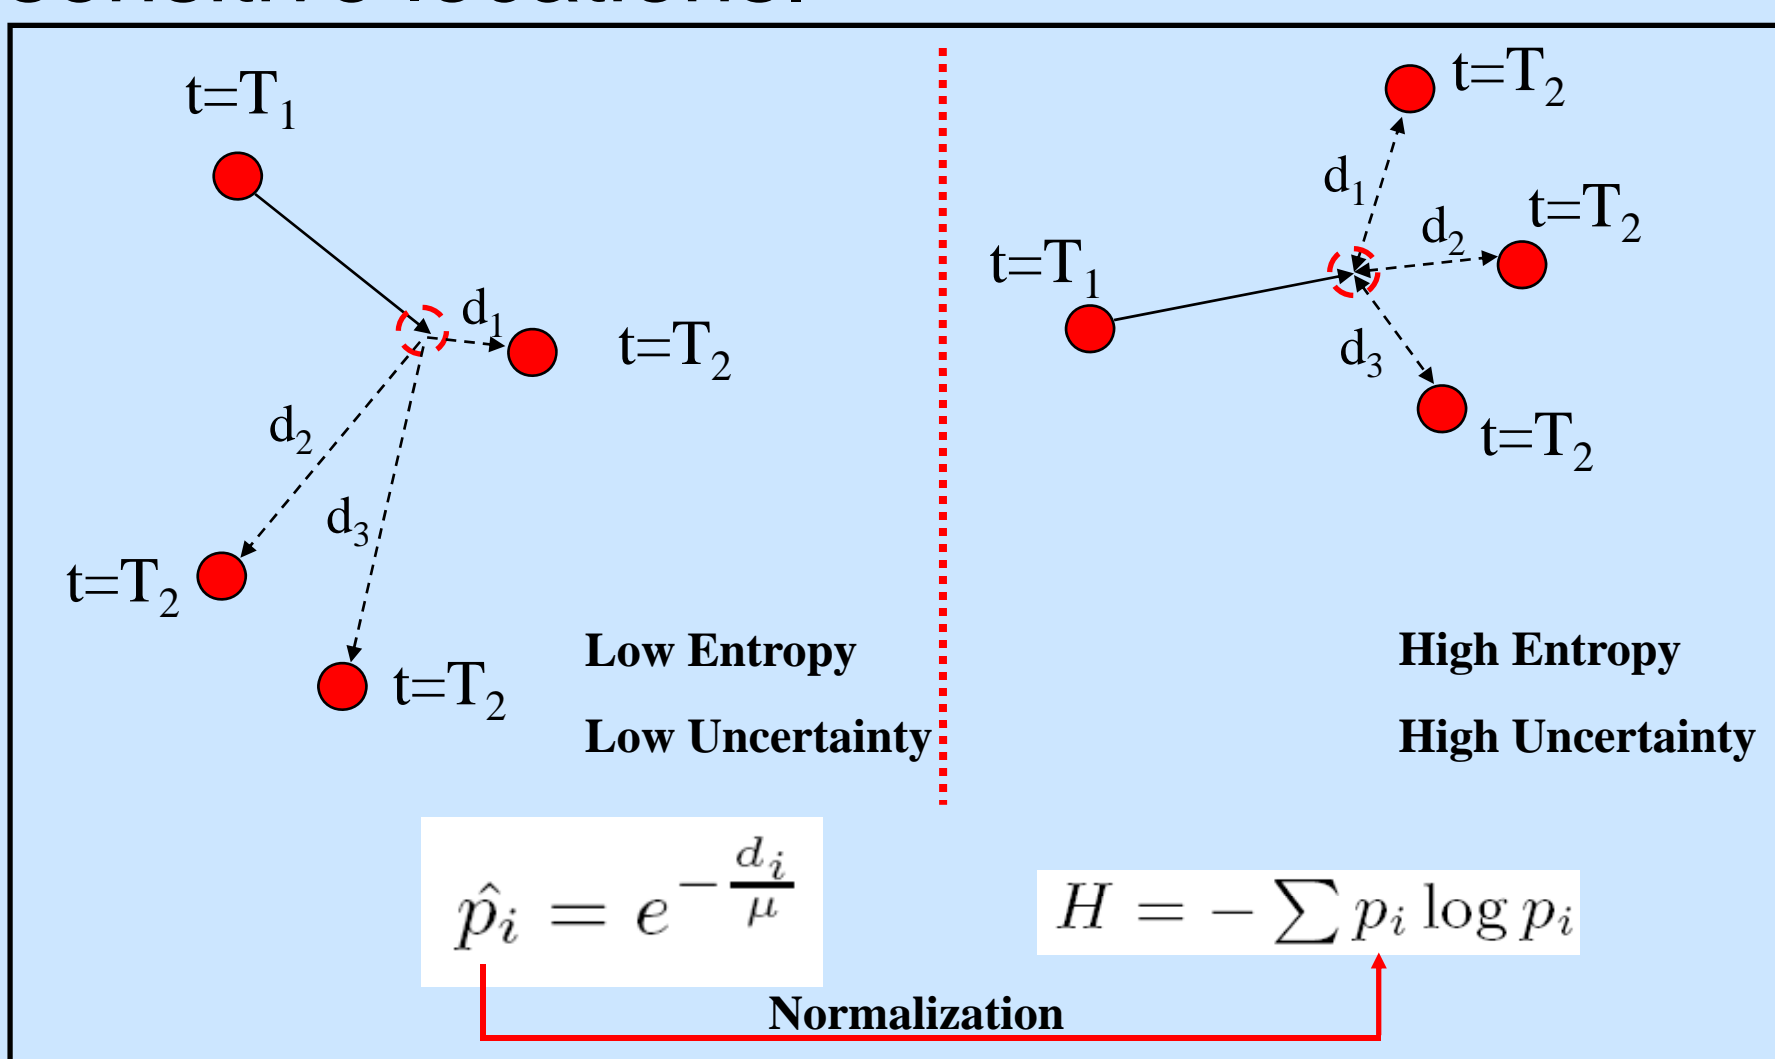 t=T₁
d₁
t=T₂
d₂
d₃
t=T₂
t=T₂
Low Entropy
Low Uncertainty
t=T₂
d₁
t=T₂
d₂
t=T₁
d₃
t=T₂
High Entropy
High Uncertainty
p̂ᵢ = e^(-dᵢ/μ)
H = − ∑ pᵢ log pᵢ
Normalization